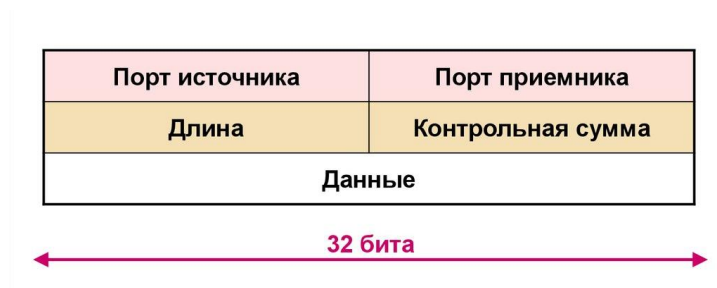 Порт источника Порт приемника
Длина Контрольная сумма
Данные
32 бита